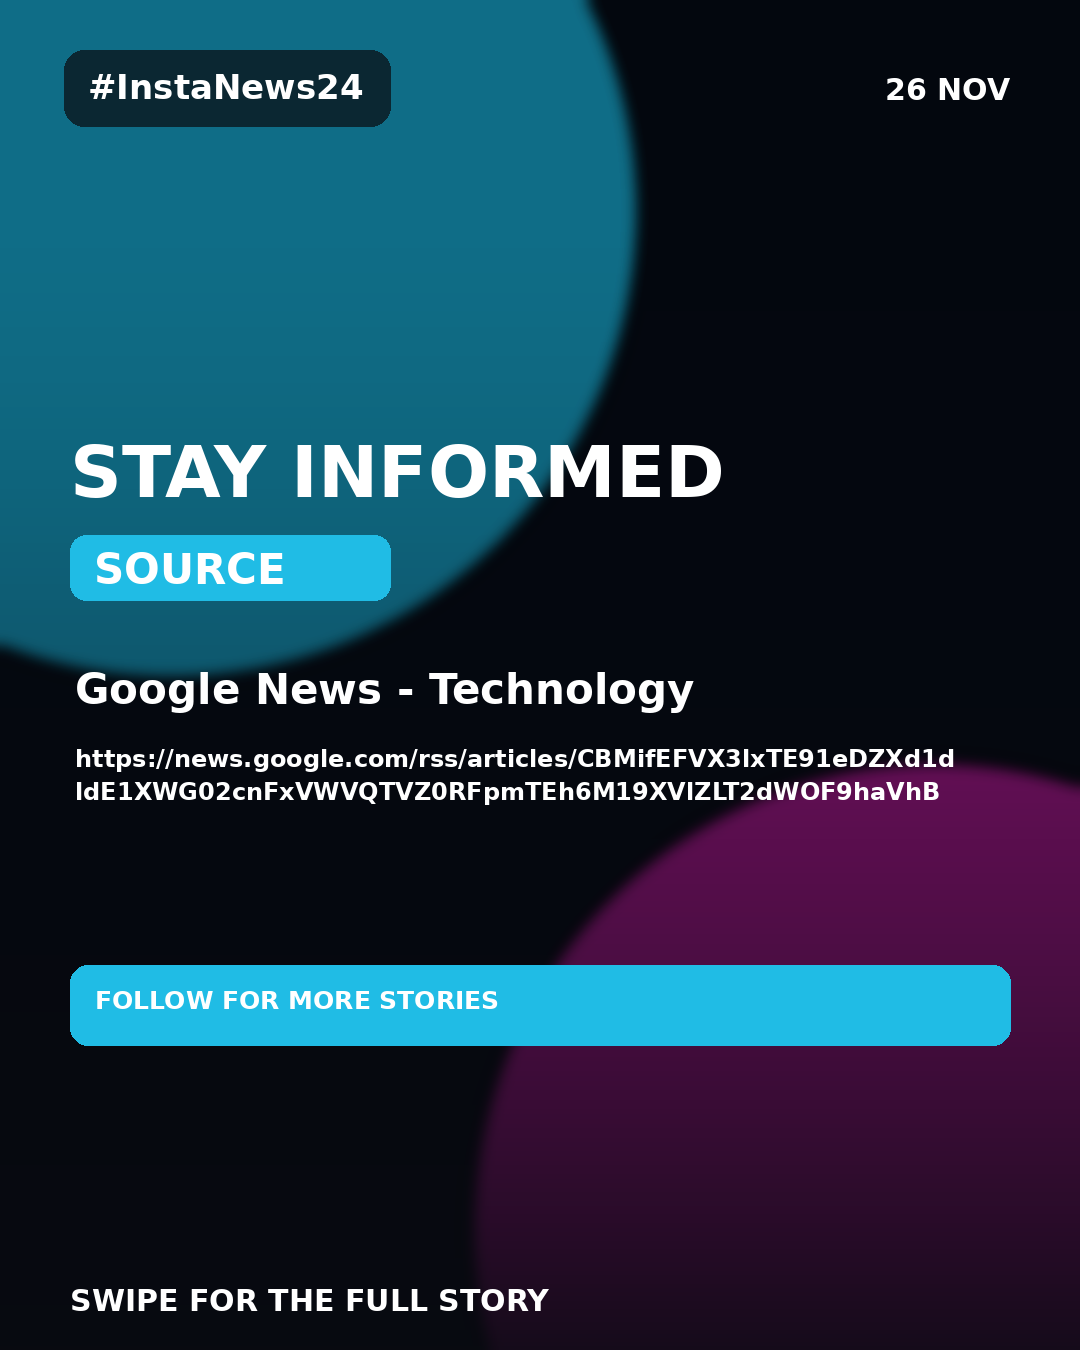 #InstaNews24
26 NOV
STAY INFORMED
SOURCE
Google News - Technology
https://news.google.com/rss/articles/CBMifEFVX3lxTE91eDZXd1d
ldE1XWG02cnFxVWVQTVZ0RFpmTEh6M19XVlZLT2dWOF9haVhB
FOLLOW FOR MORE STORIES
SWIPE FOR THE FULL STORY